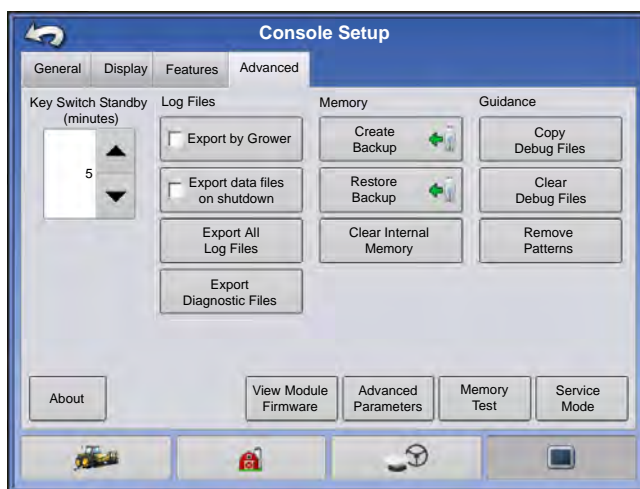 Console Setup
General
Display
Features
Advanced
Key Switch Standby
(minutes)
5
Log Files
Export by Grower
Export data files
on shutdown
Export All
Log Files
Export
Diagnostic Files
Memory
Create
Backup
Restore
Backup
Clear Internal
Memory
Guidance
Copy
Debug Files
Clear
Debug Files
Remove
Patterns
About
View Module
Firmware
Advanced
Parameters
Memory
Test
Service
Mode